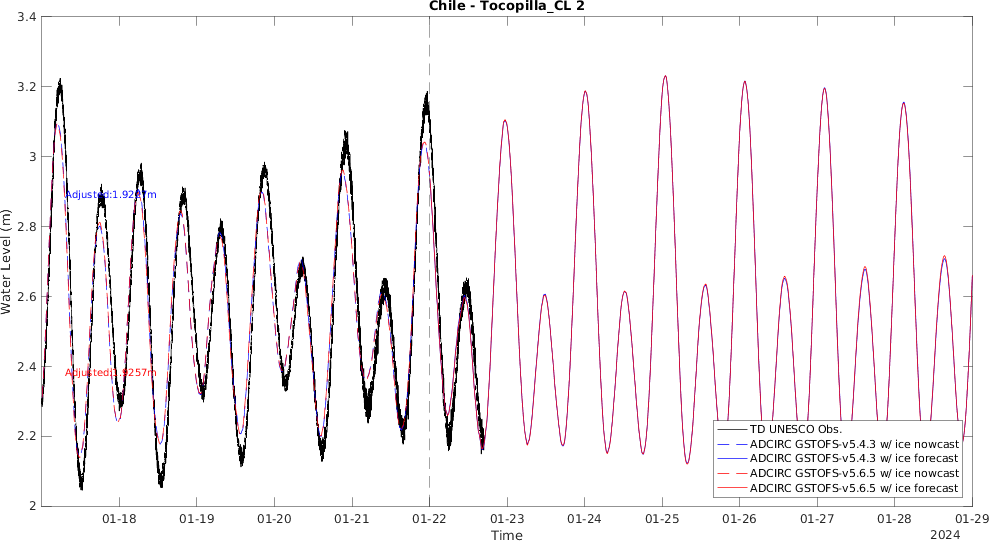 Chile - Tocopilla_CL 2
Water Level (m)
3.4
3.2
3
2.8
2.6
2.4
2.2
2
Adjusted:1.9257m
01-18
01-19
01-20
01-21
01-22
01-23
01-24
01-25
01-26
01-27
01-28
01-29
Time
2024
TD UNESCO Obs.
ADCIRC GSTOFS-v5.4.3 w/ ice nowcast
ADCIRC GSTOFS-v5.4.3 w/ ice forecast
ADCIRC GSTOFS-v5.6.5 w/ ice nowcast
ADCIRC GSTOFS-v5.6.5 w/ ice forecast